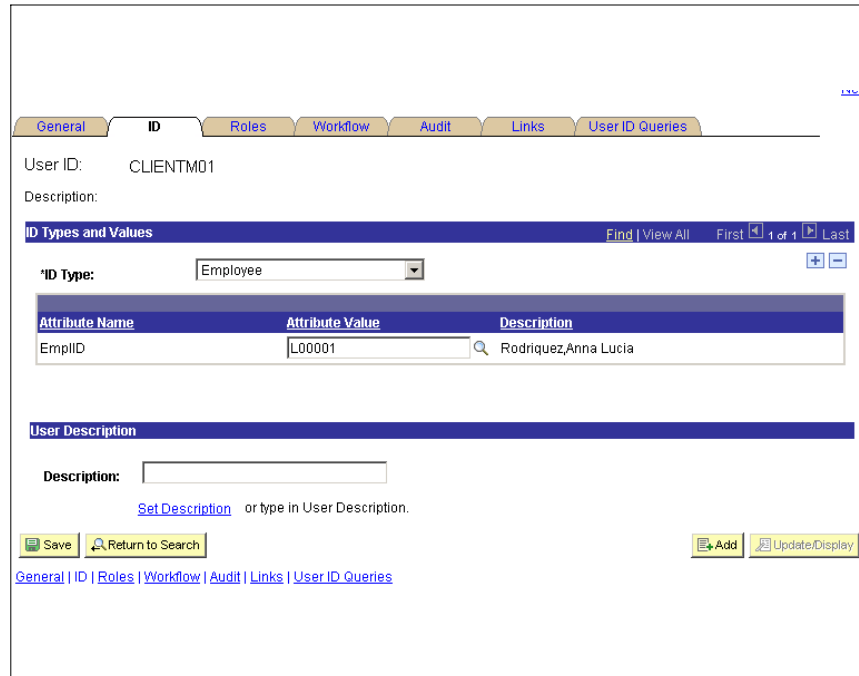 General ID Roles Workflow Audit Links User ID Queries
User ID: CLIENTM01
Description:
ID Types and Values Find | View All First 1 of 1 Last
*ID Type: Employee
Attribute Name Attribute Value Description
EmplID L00001 Rodriquez,Anna Lucia
User Description
Description:
Set Description or type in User Description.
Save Return to Search Add Update/Display
General | ID | Roles | Workflow | Audit | Links | User ID Queries